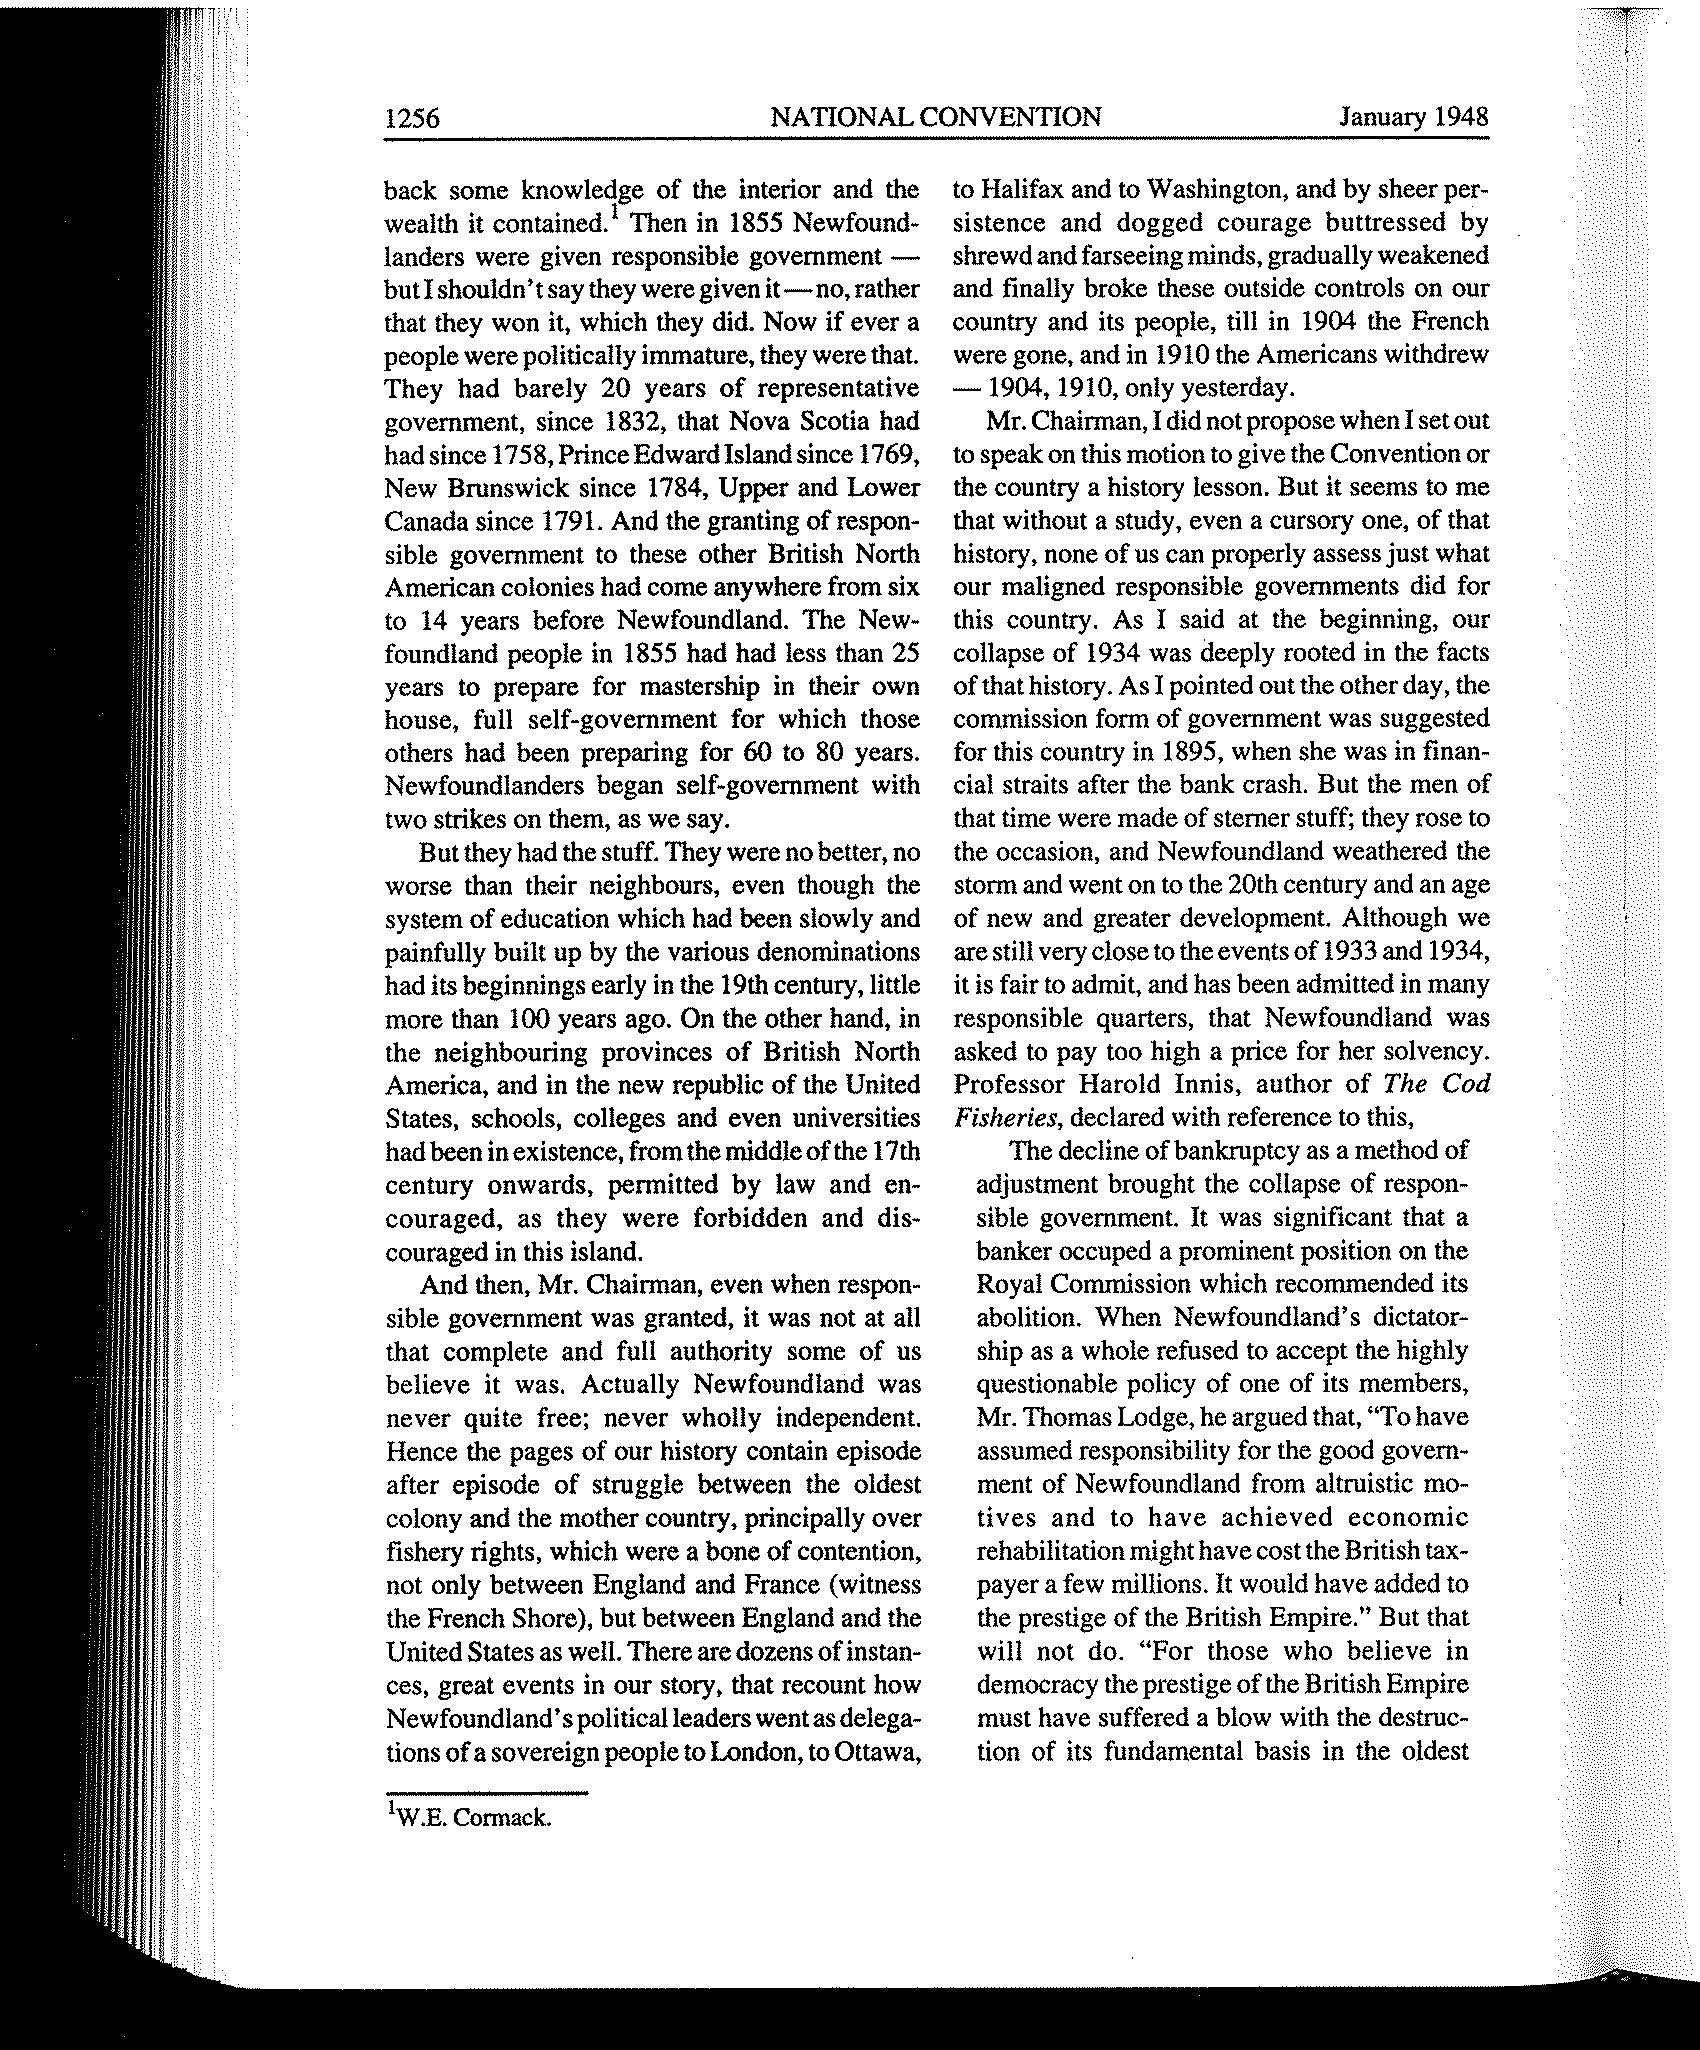 1256 NATIONAL CONVENTION January 1948
back some knowledge of the interior and the
wealth it contained.¹ Then in 1855 Newfound-
landers were given responsible government —
but I shouldn't say they were given it — no, rather
that they won it, which they did. Now if ever a
people were politically immature, they were that.
They had barely 20 years of representative
government, since 1832, that Nova Scotia had
had since 1758, Prince Edward Island since 1769,
New Brunswick since 1784, Upper and Lower
Canada since 1791. And the granting of respon-
sible government to these other British North
American colonies had come anywhere from six
to 14 years before Newfoundland. The New-
foundland people in 1855 had had less than 25
years to prepare for mastership in their own
house, full self-government for which those
others had been preparing for 60 to 80 years.
Newfoundlanders began self-government with
two strikes on them, as we say.
But they had the stuff. They were no better, no
worse than their neighbours, even though the
system of education which had been slowly and
painfully built up by the various denominations
had its beginnings early in the 19th century, little
more than 100 years ago. On the other hand, in
the neighbouring provinces of British North
America, and in the new republic of the United
States, schools, colleges and even universities
had been in existence, from the middle of the 17th
century onwards, permitted by law and en-
couraged, as they were forbidden and dis-
couraged in this island.
And then, Mr. Chairman, even when respon-
sible government was granted, it was not at all
that complete and full authority some of us
believe it was. Actually Newfoundland was
never quite free; never wholly independent.
Hence the pages of our history contain episode
after episode of struggle between the oldest
colony and the mother country, principally over
fishery rights, which were a bone of contention,
not only between England and France (witness
the French Shore), but between England and the
United States as well. There are dozens of instan-
ces, great events in our story, that recount how
Newfoundland's political leaders went as delega-
tions of a sovereign people to London, to Ottawa,
¹W.E. Cormack.
to Halifax and to Washington, and by sheer per-
sistence and dogged courage buttressed by
shrewd and farseeing minds, gradually weakened
and finally broke these outside controls on our
country and its people, till in 1904 the French
were gone, and in 1910 the Americans withdrew
— 1904, 1910, only yesterday.
Mr. Chairman, I did not propose when I set out
to speak on this motion to give the Convention or
the country a history lesson. But it seems to me
that without a study, even a cursory one, of that
history, none of us can properly assess just what
our maligned responsible governments did for
this country. As I said at the beginning, our
collapse of 1934 was deeply rooted in the facts
of that history. As I pointed out the other day, the
commission form of government was suggested
for this country in 1895, when she was in finan-
cial straits after the bank crash. But the men of
that time were made of sterner stuff; they rose to
the occasion, and Newfoundland weathered the
storm and went on to the 20th century and an age
of new and greater development. Although we
are still very close to the events of 1933 and 1934,
it is fair to admit, and has been admitted in many
responsible quarters, that Newfoundland was
asked to pay too high a price for her solvency.
Professor Harold Innis, author of The Cod
Fisheries, declared with reference to this,
The decline of bankruptcy as a method of
adjustment brought the collapse of respon-
sible government. It was significant that a
banker occuped a prominent position on the
Royal Commission which recommended its
abolition. When Newfoundland's dictator-
ship as a whole refused to accept the highly
questionable policy of one of its members,
Mr. Thomas Lodge, he argued that, "To have
assumed responsibility for the good govern-
ment of Newfoundland from altruistic mo-
tives and to have achieved economic
rehabilitation might have cost the British tax-
payer a few millions. It would have added to
the prestige of the British Empire." But that
will not do. "For those who believe in
democracy the prestige of the British Empire
must have suffered a blow with the destruc-
tion of its fundamental basis in the oldest